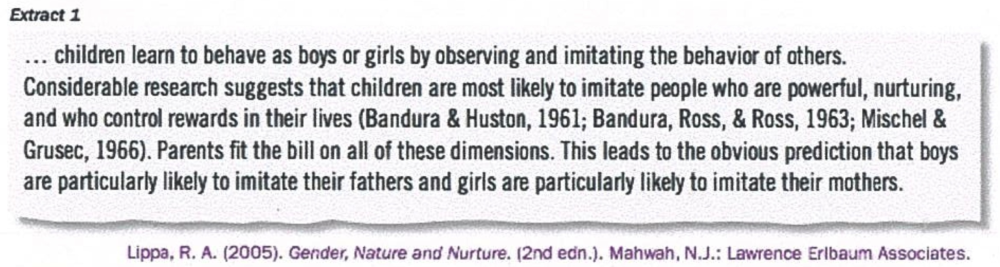 Extract 1
... children learn to behave as boys or girls by observing and imitating the behavior of others.
Considerable research suggests that children are most likely to imitate people who are powerful, nurturing,
and who control rewards in their lives (Bandura & Huston, 1961; Bandura, Ross, & Ross, 1963; Mischel &
Grusec, 1966). Parents fit the bill on all of these dimensions. This leads to the obvious prediction that boys
are particularly likely to imitate their fathers and girls are particularly likely to imitate their mothers.
Lippa, R. A. (2005). Gender, Nature and Nurture. (2nd edn.). Mahwah, N.J.: Lawrence Erlbaum Associates.